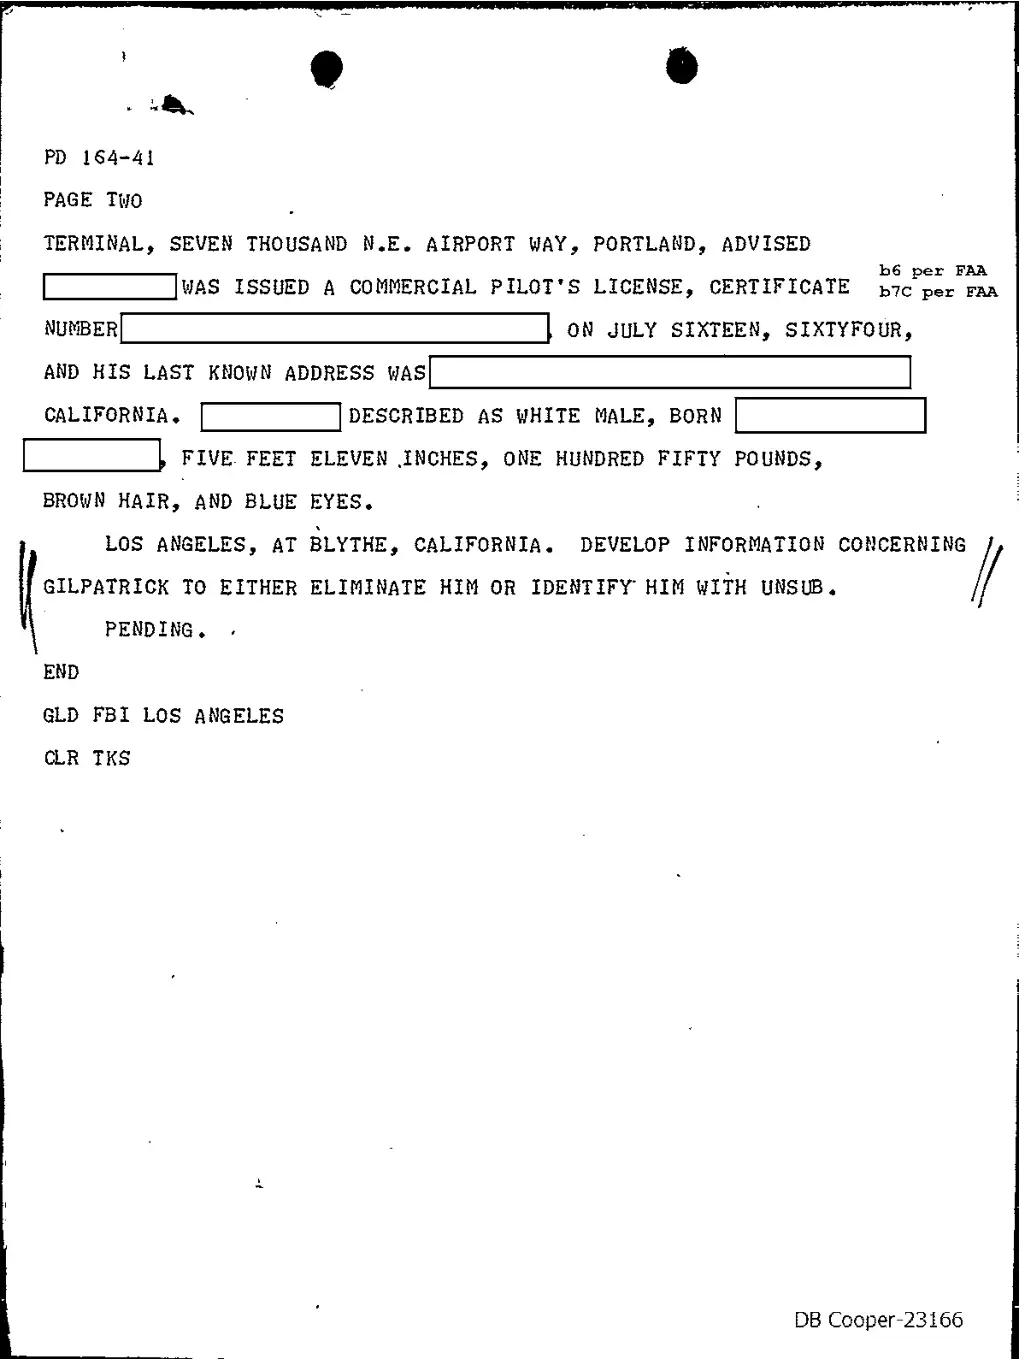 PD 164-41
PAGE TWO
TERMINAL, SEVEN THOUSAND N.E. AIRPORT WAY, PORTLAND, ADVISED
WAS ISSUED A COMMERCIAL PILOT'S LICENSE, CERTIFICATE
b6 per FAA
b7C per FAA
NUMBER , ON JULY SIXTEEN, SIXTYFOUR,
AND HIS LAST KNOWN ADDRESS WAS
CALIFORNIA. DESCRIBED AS WHITE MALE, BORN
, FIVE FEET ELEVEN INCHES, ONE HUNDRED FIFTY POUNDS,
BROWN HAIR, AND BLUE EYES.
LOS ANGELES, AT BLYTHE, CALIFORNIA. DEVELOP INFORMATION CONCERNING
GILPATRICK TO EITHER ELIMINATE HIM OR IDENTIFY HIM WITH UNSUB.
PENDING.
END
GLD FBI LOS ANGELES
CLR TKS
DB Cooper-23166